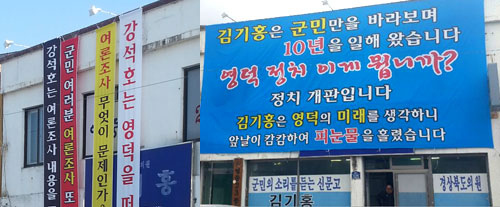 강석호는 여론조사 내용을
군민 여러분 여론조사 또
여론조사 무엇이 문제인가
강석호는 영덕을 떠
홍
김기홍은 군민만을 바라보며
10년을 일해 왔습니다
영덕 정치 이게 뭡니까?
정치 개판입니다
김기홍은 영덕의 미래를 생각하니
앞날이 캄캄하여 피눈물을 흘렸습니다
군민의 소리를 듣는 신문고
김기홍
경상북도의원